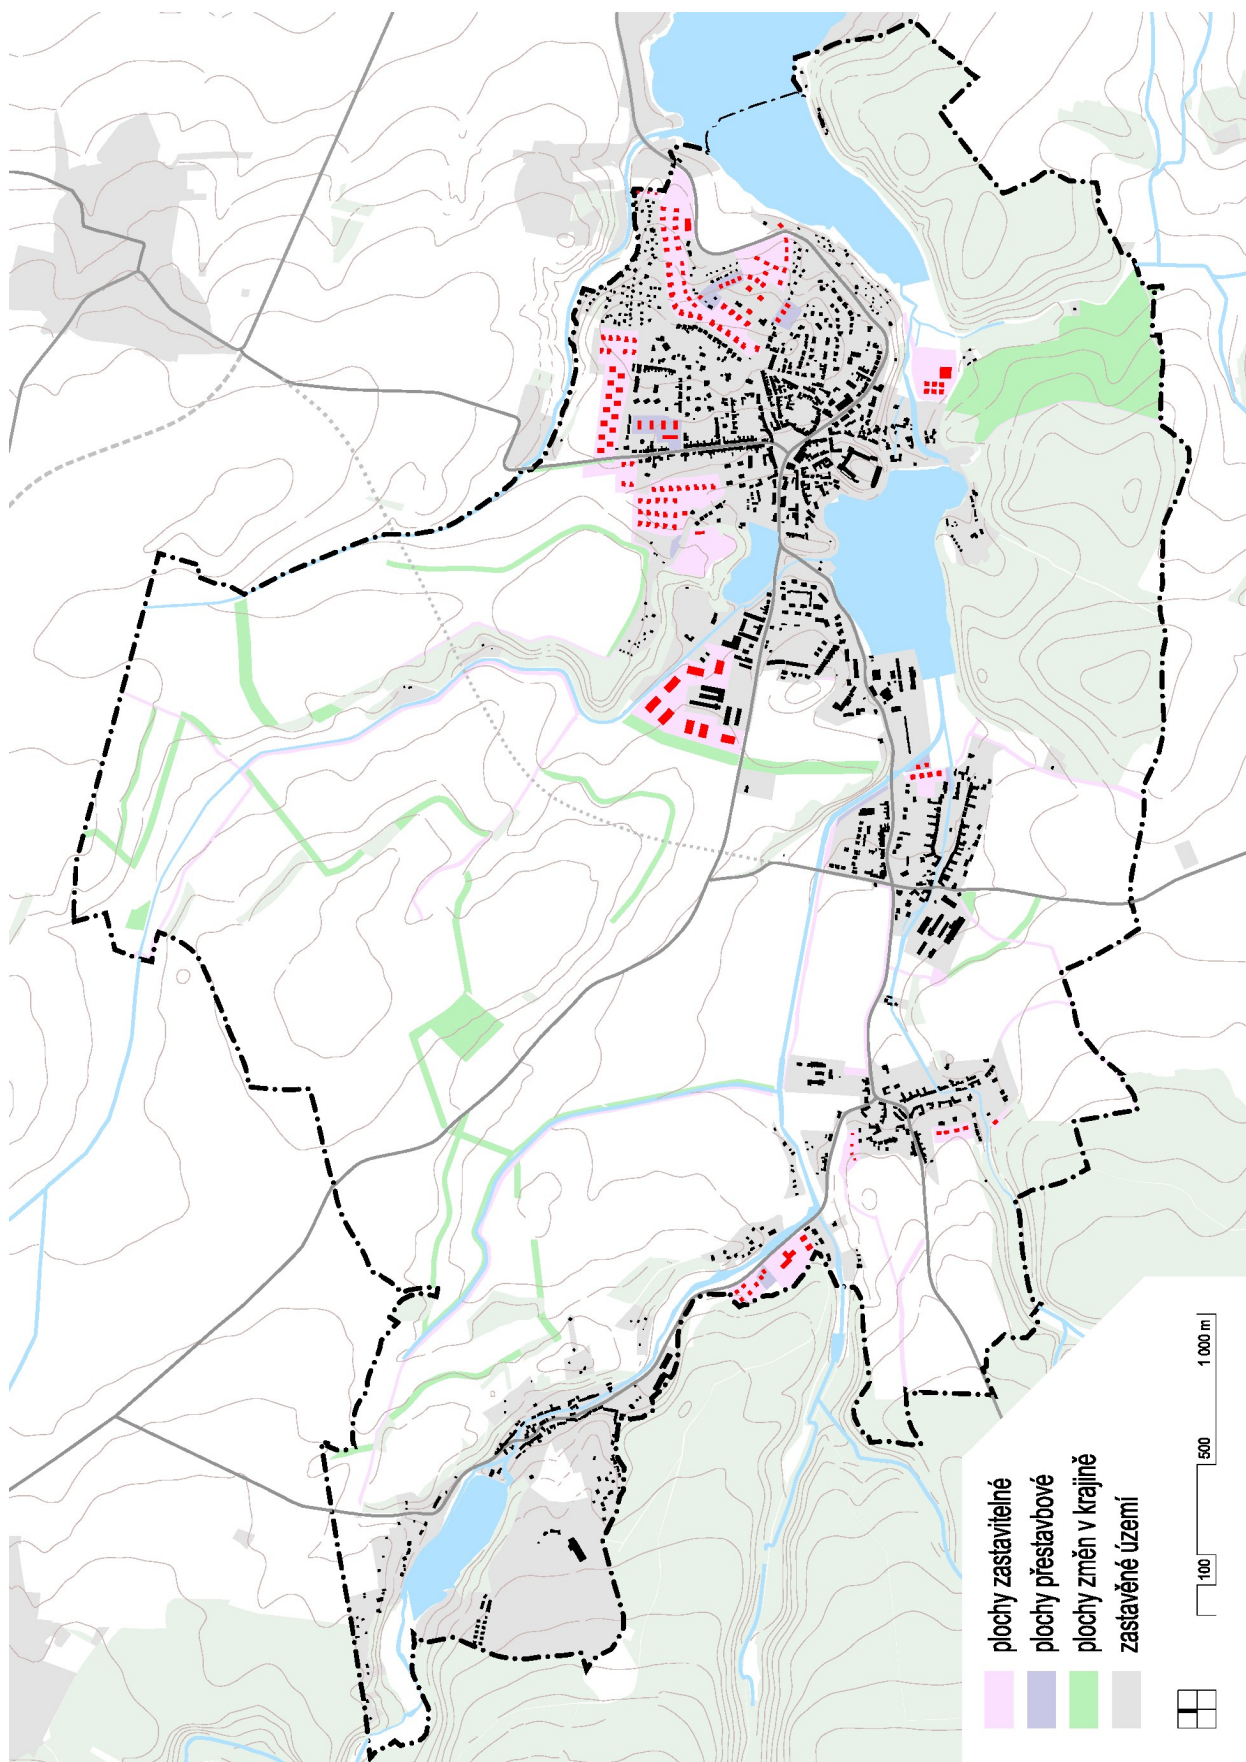 plochy zastavitelné
plochy přestavbové
plochy změn v krajině
zastavěné území
100 500 1 000 m